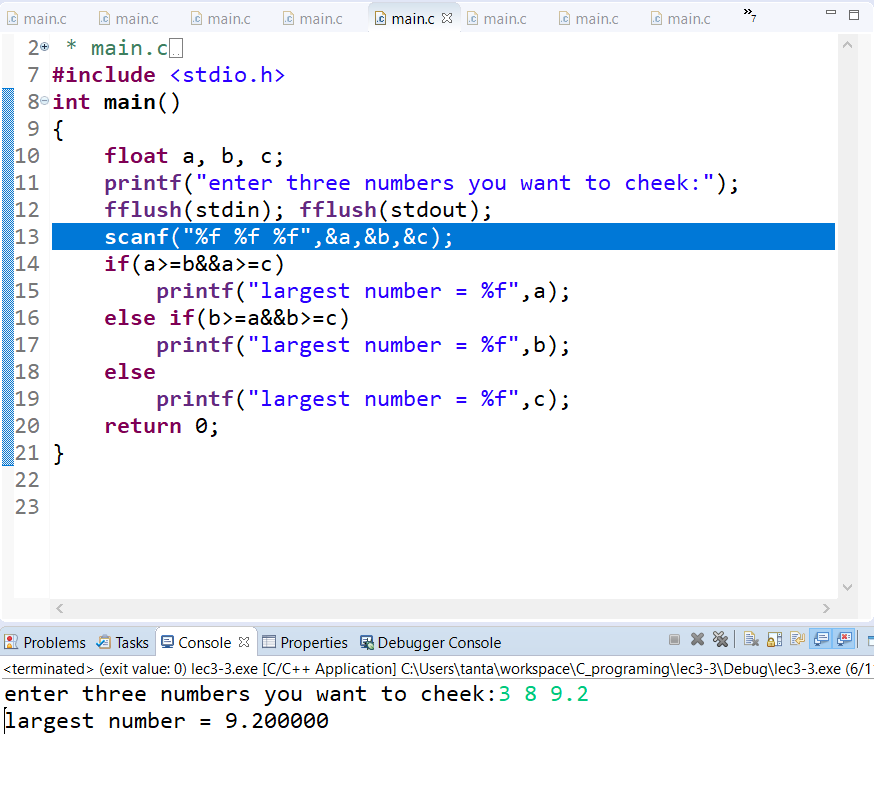 main.c main.c main.c main.c main.c main.c main.c main.c »7
2 * main.c
7 #include <stdio.h>
8 int main()
9 {
10 float a, b, c;
11 printf("enter three numbers you want to cheek:");
12 fflush(stdin); fflush(stdout);
13 scanf("%f %f %f",&a,&b,&c);
14 if(a>=b&&a>=c)
15 printf("largest number = %f",a);
16 else if(b>=a&&b>=c)
17 printf("largest number = %f",b);
18 else
19 printf("largest number = %f",c);
20 return 0;
21 }
22
23
Problems Tasks Console Properties Debugger Console
<terminated> (exit value: 0) lec3-3.exe [C/C++ Application] C:\Users\tanta\workspace\C_programing\lec3-3\Debug\lec3-3.exe (6/1
enter three numbers you want to cheek:3 8 9.2
largest number = 9.200000